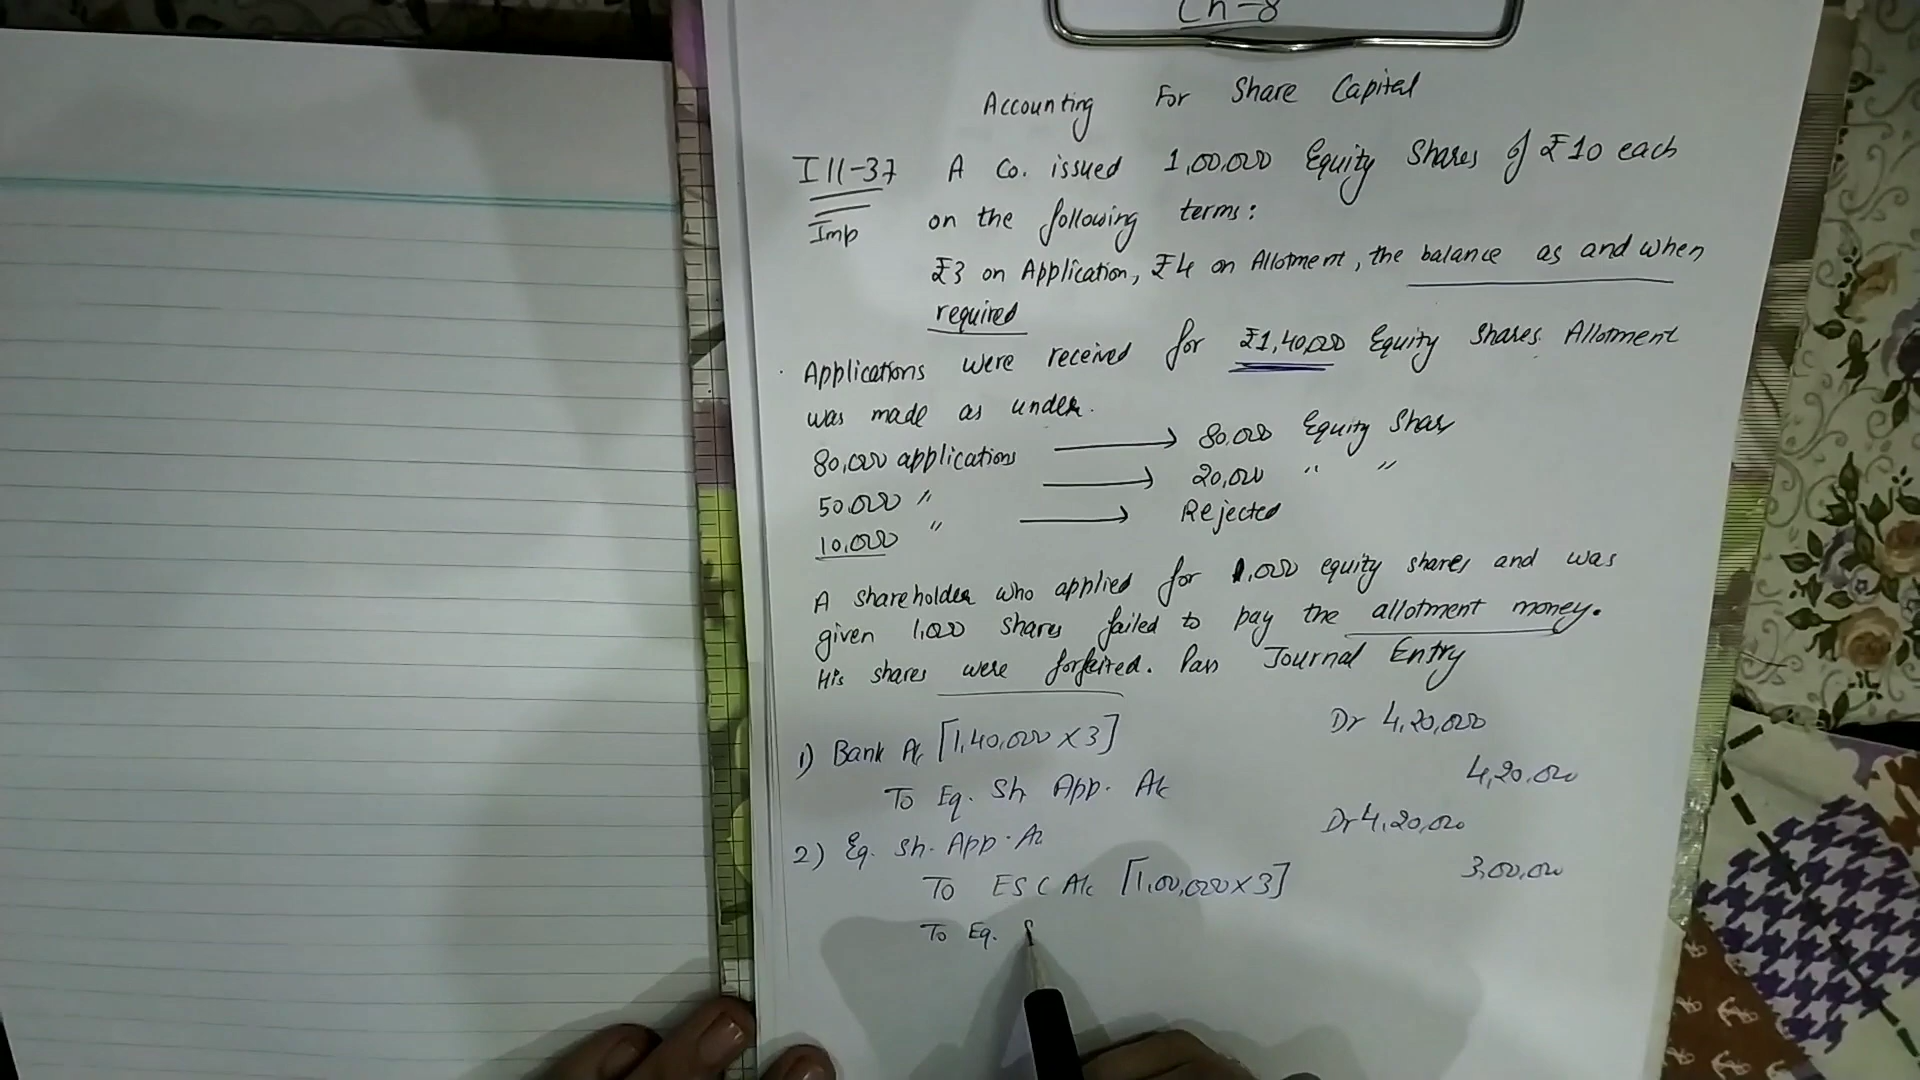 Ch-8
Accounting For Share Capital
Ill-37 A Co. issued 1,00,000 Equity Shares of ₹10 each
Imp on the following terms:
₹3 on Application, ₹4 on Allotment, the balance as and when
required
Applications were received for ₹1,40,000 Equity Shares. Allotment
was made as under.
80,000 applications → 80,000 Equity Shares
50,000 " → 20,000 " "
10,000 " → Rejected
A shareholder who applied for 1,000 equity shares and was
given 1,000 shares failed to pay the allotment money.
His shares were forfeited. Pass Journal Entry
1) Bank A/c [1,40,000 X 3] Dr 4,20,000
To Eq. Sh App. A/c 4,20,000
2) Eq. Sh. App. A/c Dr 4,20,000
To ESC A/c [1,00,000 X 3] 3,00,000
To Eq. S